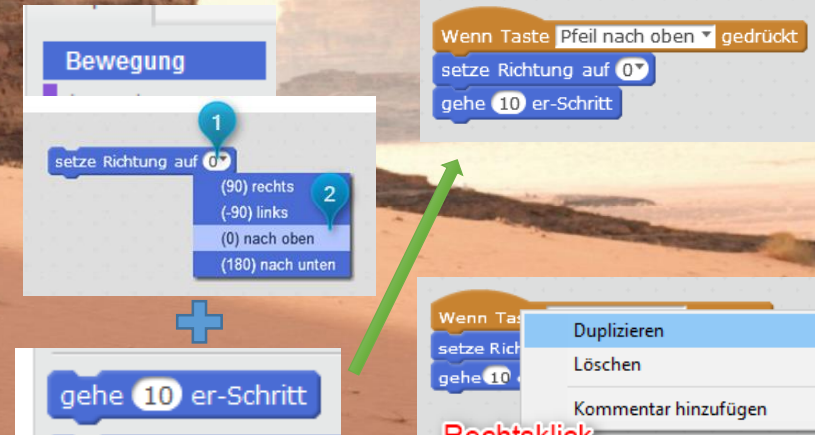 Bewegung
1
setze Richtung auf 0
(90) rechts
2
(-90) links
(0) nach oben
(180) nach unten
gehe 10 er-Schritt
Wenn Taste Pfeil nach oben gedrückt
setze Richtung auf 0
gehe 10 er-Schritt
Wenn Tas
setze Rich
gehe 10
Duplizieren
Löschen
Kommentar hinzufügen
Rechtsklick